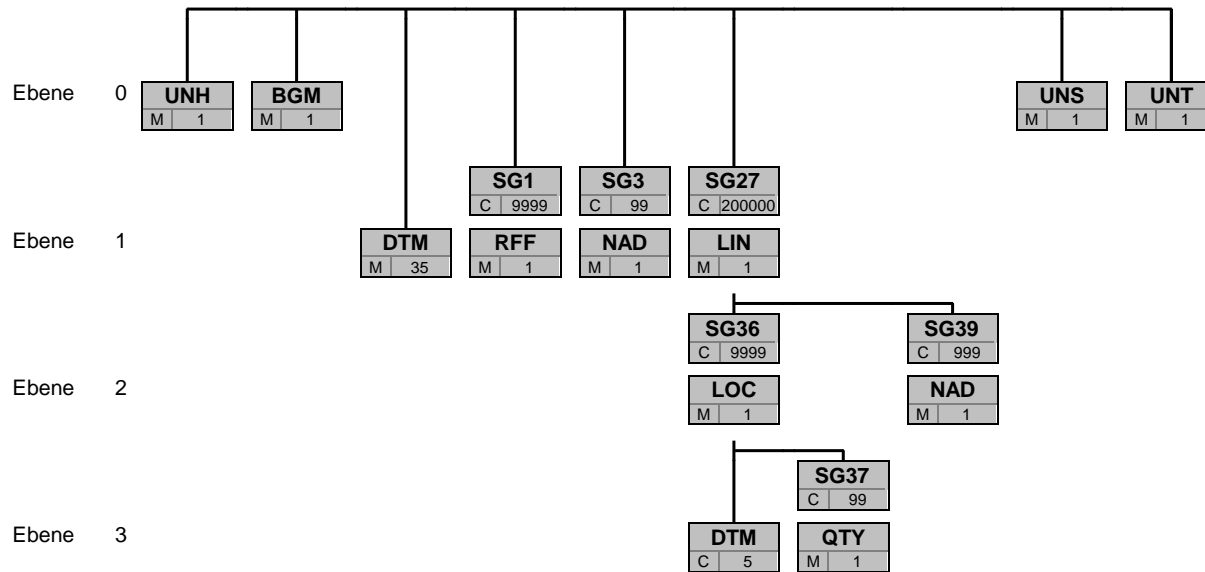 Ebene 0 UNH BGM UNS UNT
M 1 M 1 M 1 M 1
SG1 SG3 SG27
C 9999 C 99 C 200000
Ebene 1 DTM RFF NAD LIN
M 35 M 1 M 1 M 1
SG36 SG39
C 9999 C 999
Ebene 2 LOC NAD
M 1 M 1
SG37
C 99
Ebene 3 DTM QTY
C 5 M 1